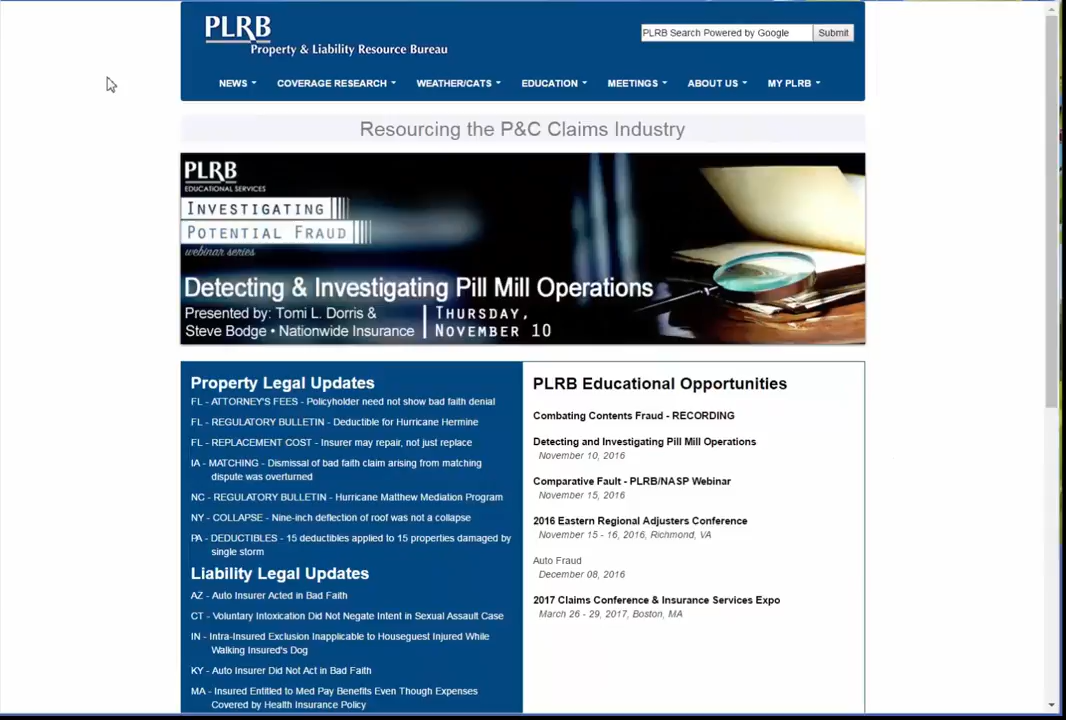 PLRB
Property & Liability Resource Bureau
PLRB Search Powered by Google
Submit
NEWS
COVERAGE RESEARCH
WEATHER/CATS
EDUCATION
MEETINGS
ABOUT US
MY PLRB
Resourcing the P&C Claims Industry
PLRB
EDUCATIONAL SERVICES
INVESTIGATING
POTENTIAL FRAUD
webinar series
Detecting & Investigating Pill Mill Operations
Presented by: Tomi L. Dorris &
Steve Bodge • Nationwide Insurance
THURSDAY,
NOVEMBER 10
Property Legal Updates
FL - ATTORNEY'S FEES - Policyholder need not show bad faith denial
FL - REGULATORY BULLETIN - Deductible for Hurricane Hermine
FL - REPLACEMENT COST - Insurer may repair, not just replace
IA - MATCHING - Dismissal of bad faith claim arising from matching
dispute was overturned
NC - REGULATORY BULLETIN - Hurricane Matthew Mediation Program
NY - COLLAPSE - Nine-inch deflection of roof was not a collapse
PA - DEDUCTIBLES - 15 deductibles applied to 15 properties damaged by
single storm
Liability Legal Updates
AZ - Auto Insurer Acted in Bad Faith
CT - Voluntary Intoxication Did Not Negate Intent in Sexual Assault Case
IN - Intra-Insured Exclusion Inapplicable to Houseguest Injured While
Walking Insured's Dog
KY - Auto Insurer Did Not Act in Bad Faith
MA - Insured Entitled to Med Pay Benefits Even Though Expenses
Covered by Health Insurance Policy
PLRB Educational Opportunities
Combating Contents Fraud - RECORDING
Detecting and Investigating Pill Mill Operations
November 10, 2016
Comparative Fault - PLRB/NASP Webinar
November 15, 2016
2016 Eastern Regional Adjusters Conference
November 15 - 16, 2016, Richmond, VA
Auto Fraud
December 08, 2016
2017 Claims Conference & Insurance Services Expo
March 26 - 29, 2017, Boston, MA